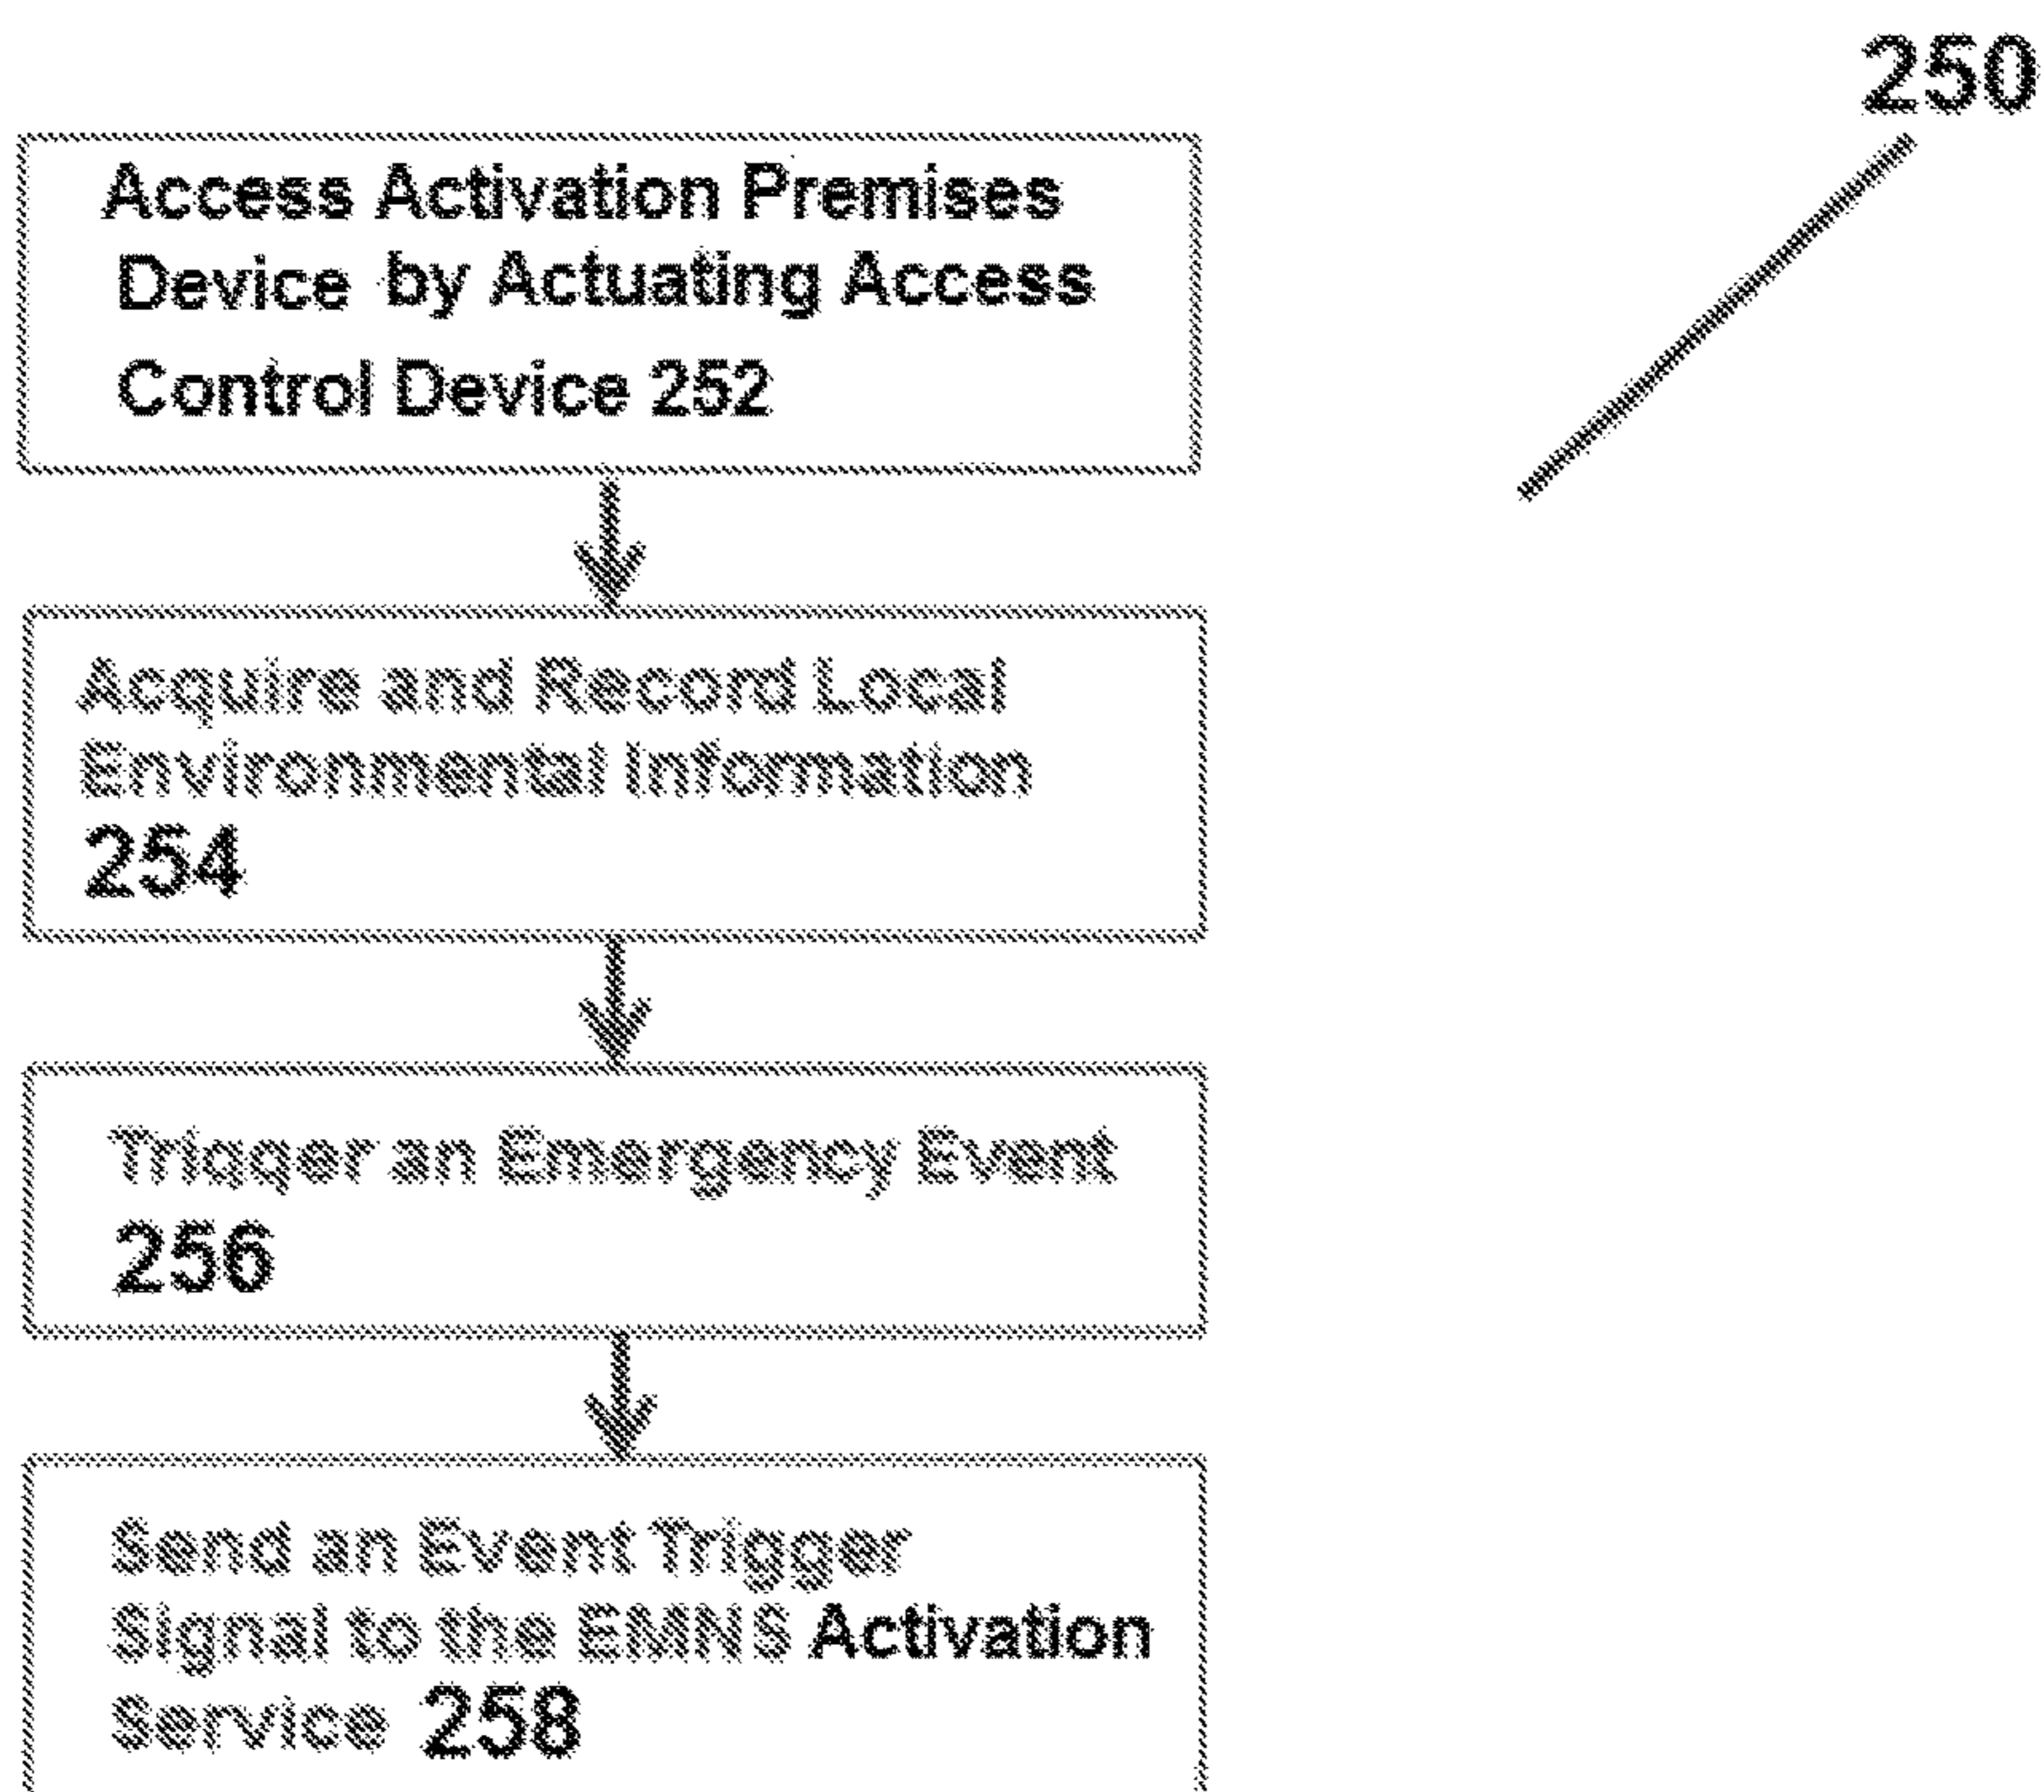 250
Access Activation Premises
Device by Actuating Access
Control Device 252
Acquire and Record Local
Environmental Information
254
Trigger an Emergency Event
256
Send an Event Trigger
Signal to the EMNS Activation
Service 258